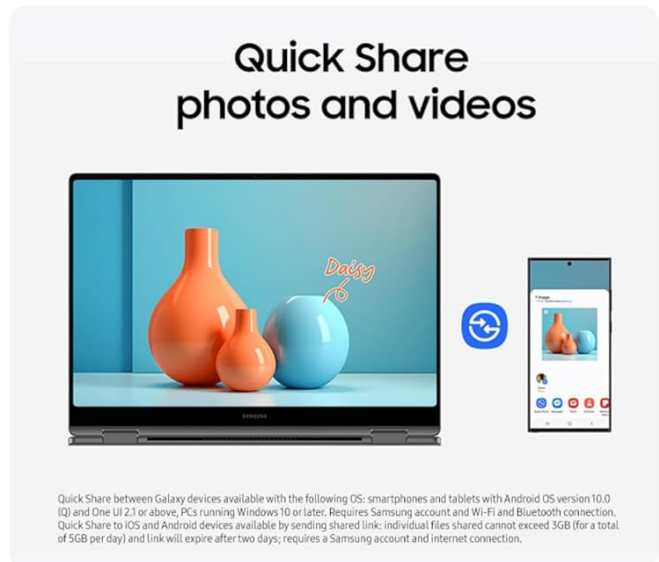 Quick Share
photos and videos
Daisy
SAMSUNG
1 image
Quick Share between Galaxy devices available with the following OS: smartphones and tablets with Android OS version 10.0
(Q) and One UI 2.1 or above, PCs running Windows 10 or later. Requires Samsung account and Wi-Fi and Bluetooth connection.
Quick Share to iOS and Android devices available by sending shared link: individual files shared cannot exceed 3GB (for a total
of 5GB per day) and link will expire after two days; requires a Samsung account and internet connection.